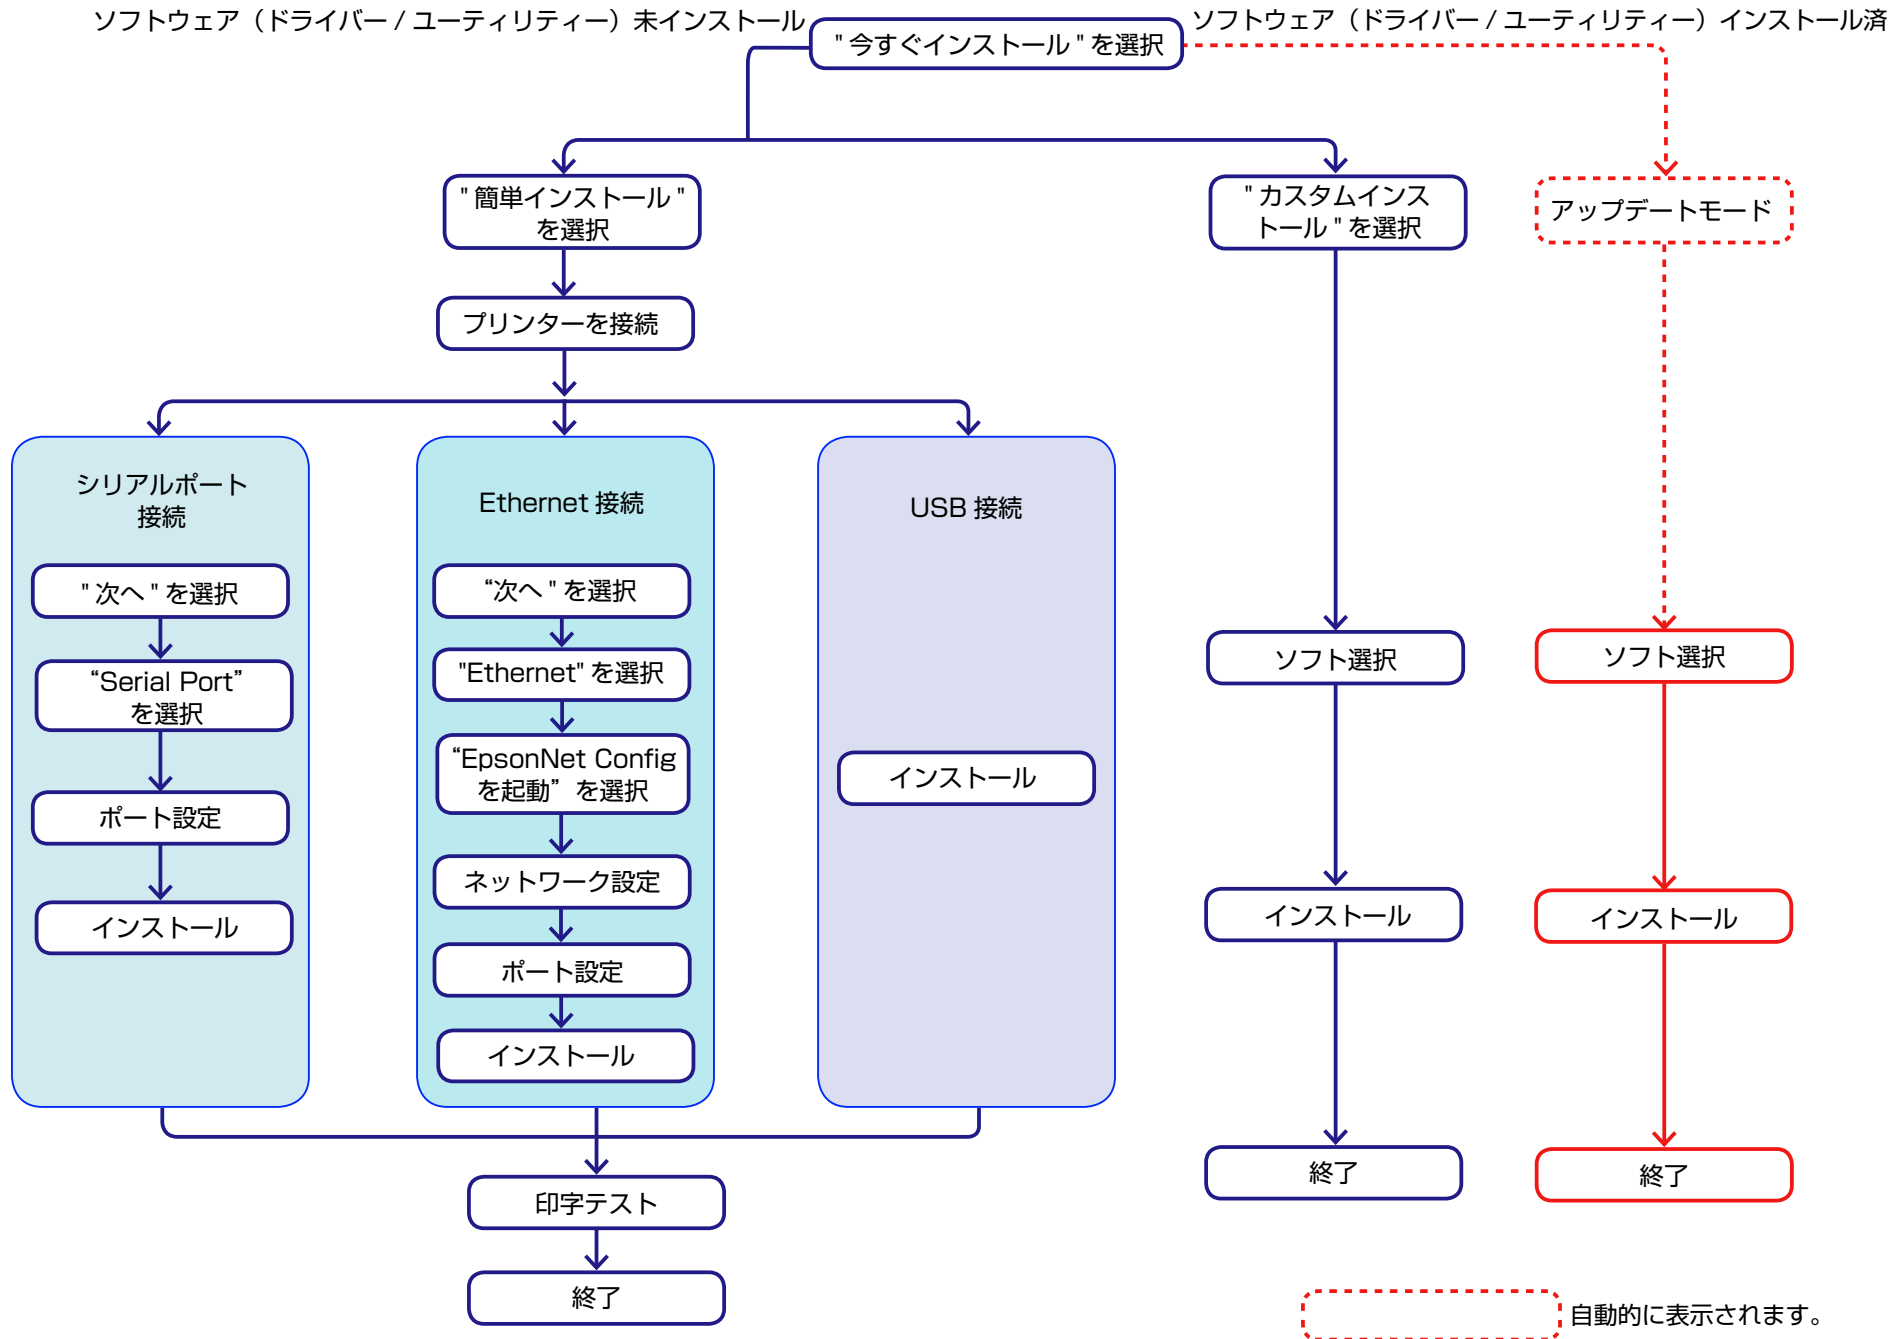 ソフトウェア（ドライバー / ユーティリティー）未インストール
" 今すぐインストール " を選択
ソフトウェア（ドライバー / ユーティリティー）インストール済
" 簡単インストール "
を選択
プリンターを接続
シリアルポート
接続
" 次へ " を選択
“Serial Port”
を選択
ポート設定
インストール
Ethernet 接続
“次へ " を選択
"Ethernet" を選択
“EpsonNet Config
を起動”を選択
ネットワーク設定
ポート設定
インストール
USB 接続
インストール
印字テスト
終了
" カスタムインス
トール " を選択
ソフト選択
インストール
終了
アップデートモード
ソフト選択
インストール
終了
自動的に表示されます。